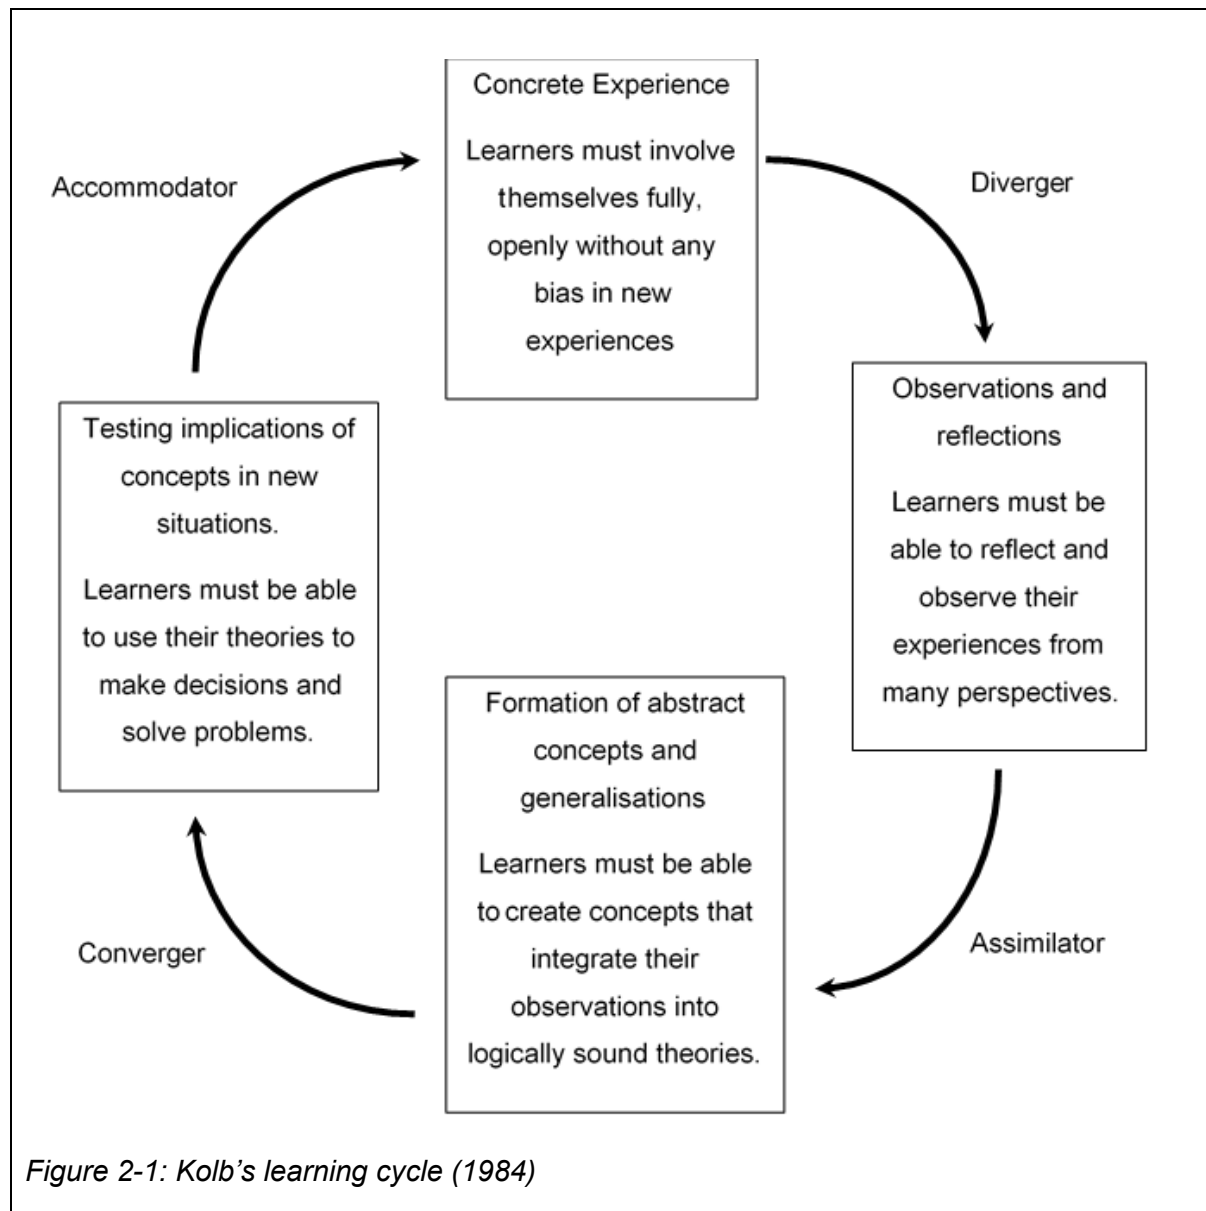 Concrete Experience
Learners must involve
themselves fully,
openly without any
bias in new
experiences
Diverger
Observations and
reflections
Learners must be
able to reflect and
observe their
experiences from
many perspectives.
Assimilator
Formation of abstract
concepts and
generalisations
Learners must be able
to create concepts that
integrate their
observations into
logically sound theories.
Converger
Testing implications of
concepts in new
situations.
Learners must be able
to use their theories to
make decisions and
solve problems.
Accommodator
Figure 2-1: Kolb’s learning cycle (1984)